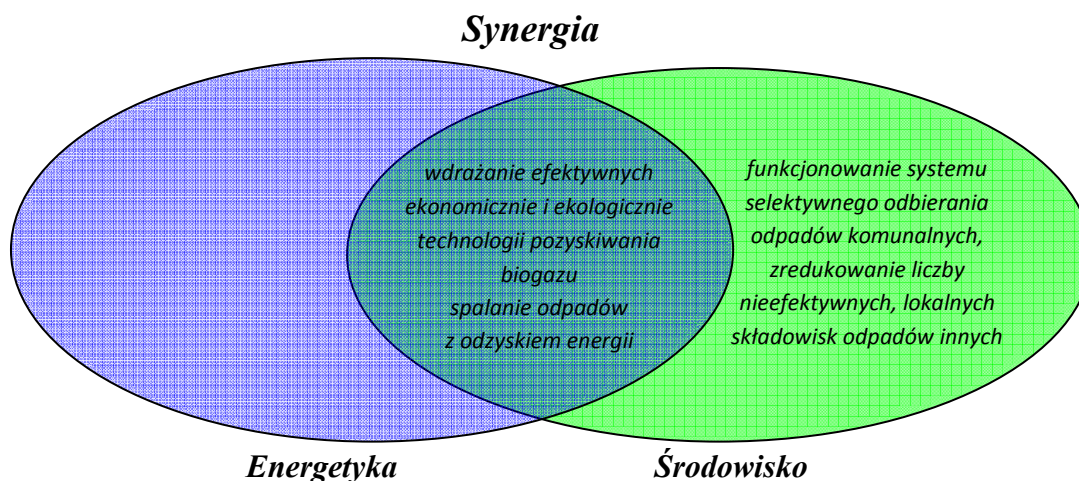 Synergia
wdrażanie efektywnych
ekonomicznie i ekologicznie
technologii pozyskiwania
biogazu
spalanie odpadów
z odzyskiem energii
funkcjonowanie systemu
selektywnego odbierania
odpadów komunalnych,
zredukowanie liczby
nieefektywnych, lokalnych
składowisk odpadów innych
Energetyka
Środowisko